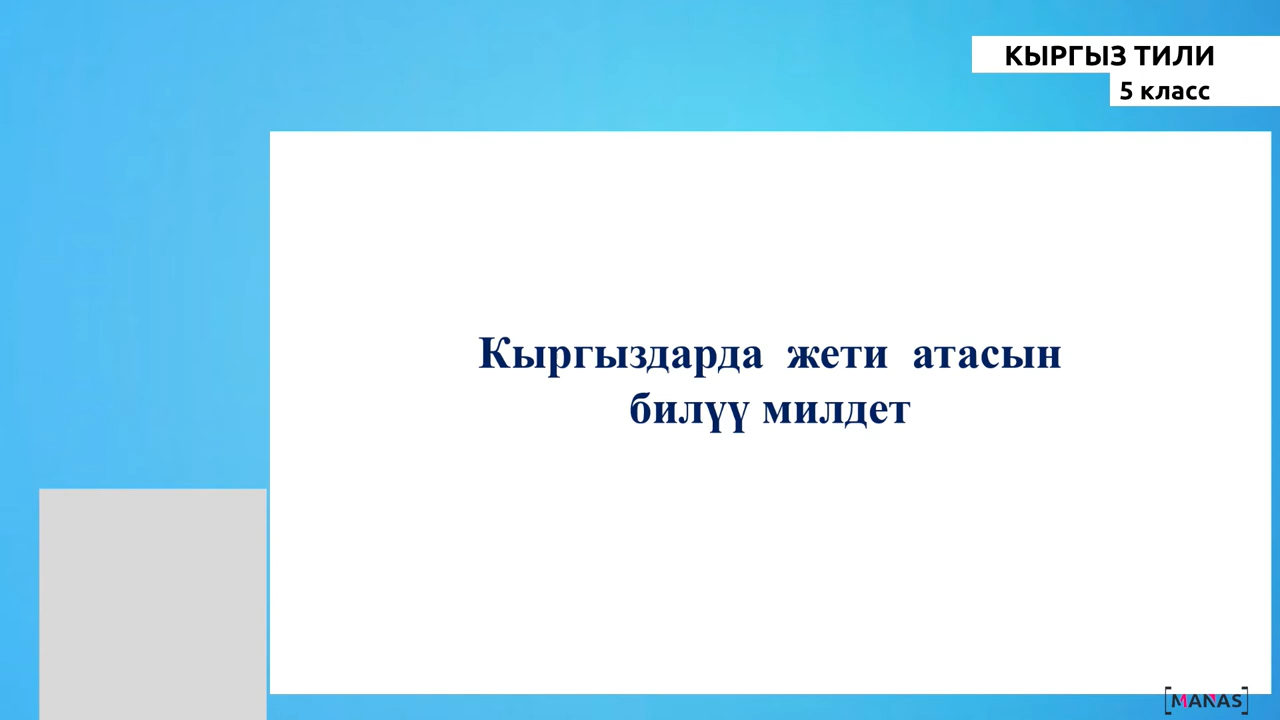 КЫРГЫЗ ТИЛИ
5 класс
Кыргыздарда жети атасын
билүү милдет
[MANAS]